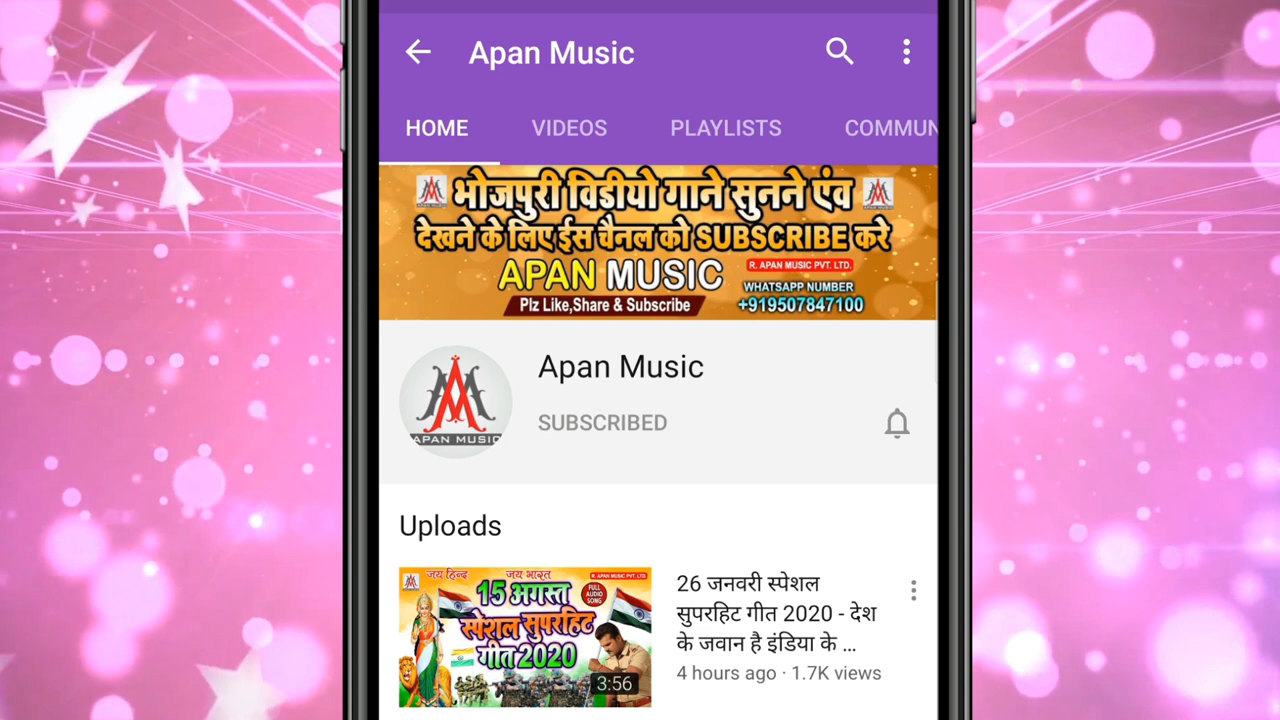 Apan Music
HOME VIDEOS PLAYLISTS COMMUN
भोजपुरी विडीयो गाने सुनने एंव
देखने के लिए ईस चैनल को SUBSCRIBE करे
APAN MUSIC
R. APAN MUSIC PVT. LTD.
Plz Like,Share & Subscribe
WHATSAPP NUMBER
+919507847100
Apan Music
SUBSCRIBED
APAN MUSIC
Uploads
जय हिन्द जय भारत
R. APAN MUSIC PVT. LTD
15 अगस्त
FULL
AUDIO
SONG
स्पेशल सुपरहिट
गीत 2020
3:56
26 जनवरी स्पेशल
सुपरहिट गीत 2020 - देश
के जवान है इंडिया के ...
4 hours ago · 1.7K views